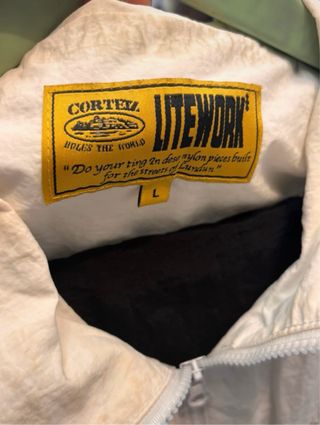 CORTEIZ
RULES THE WORLD
LITEWORK
"Do your ting In dese nylon pieces built
for the streets of Lundun"
L